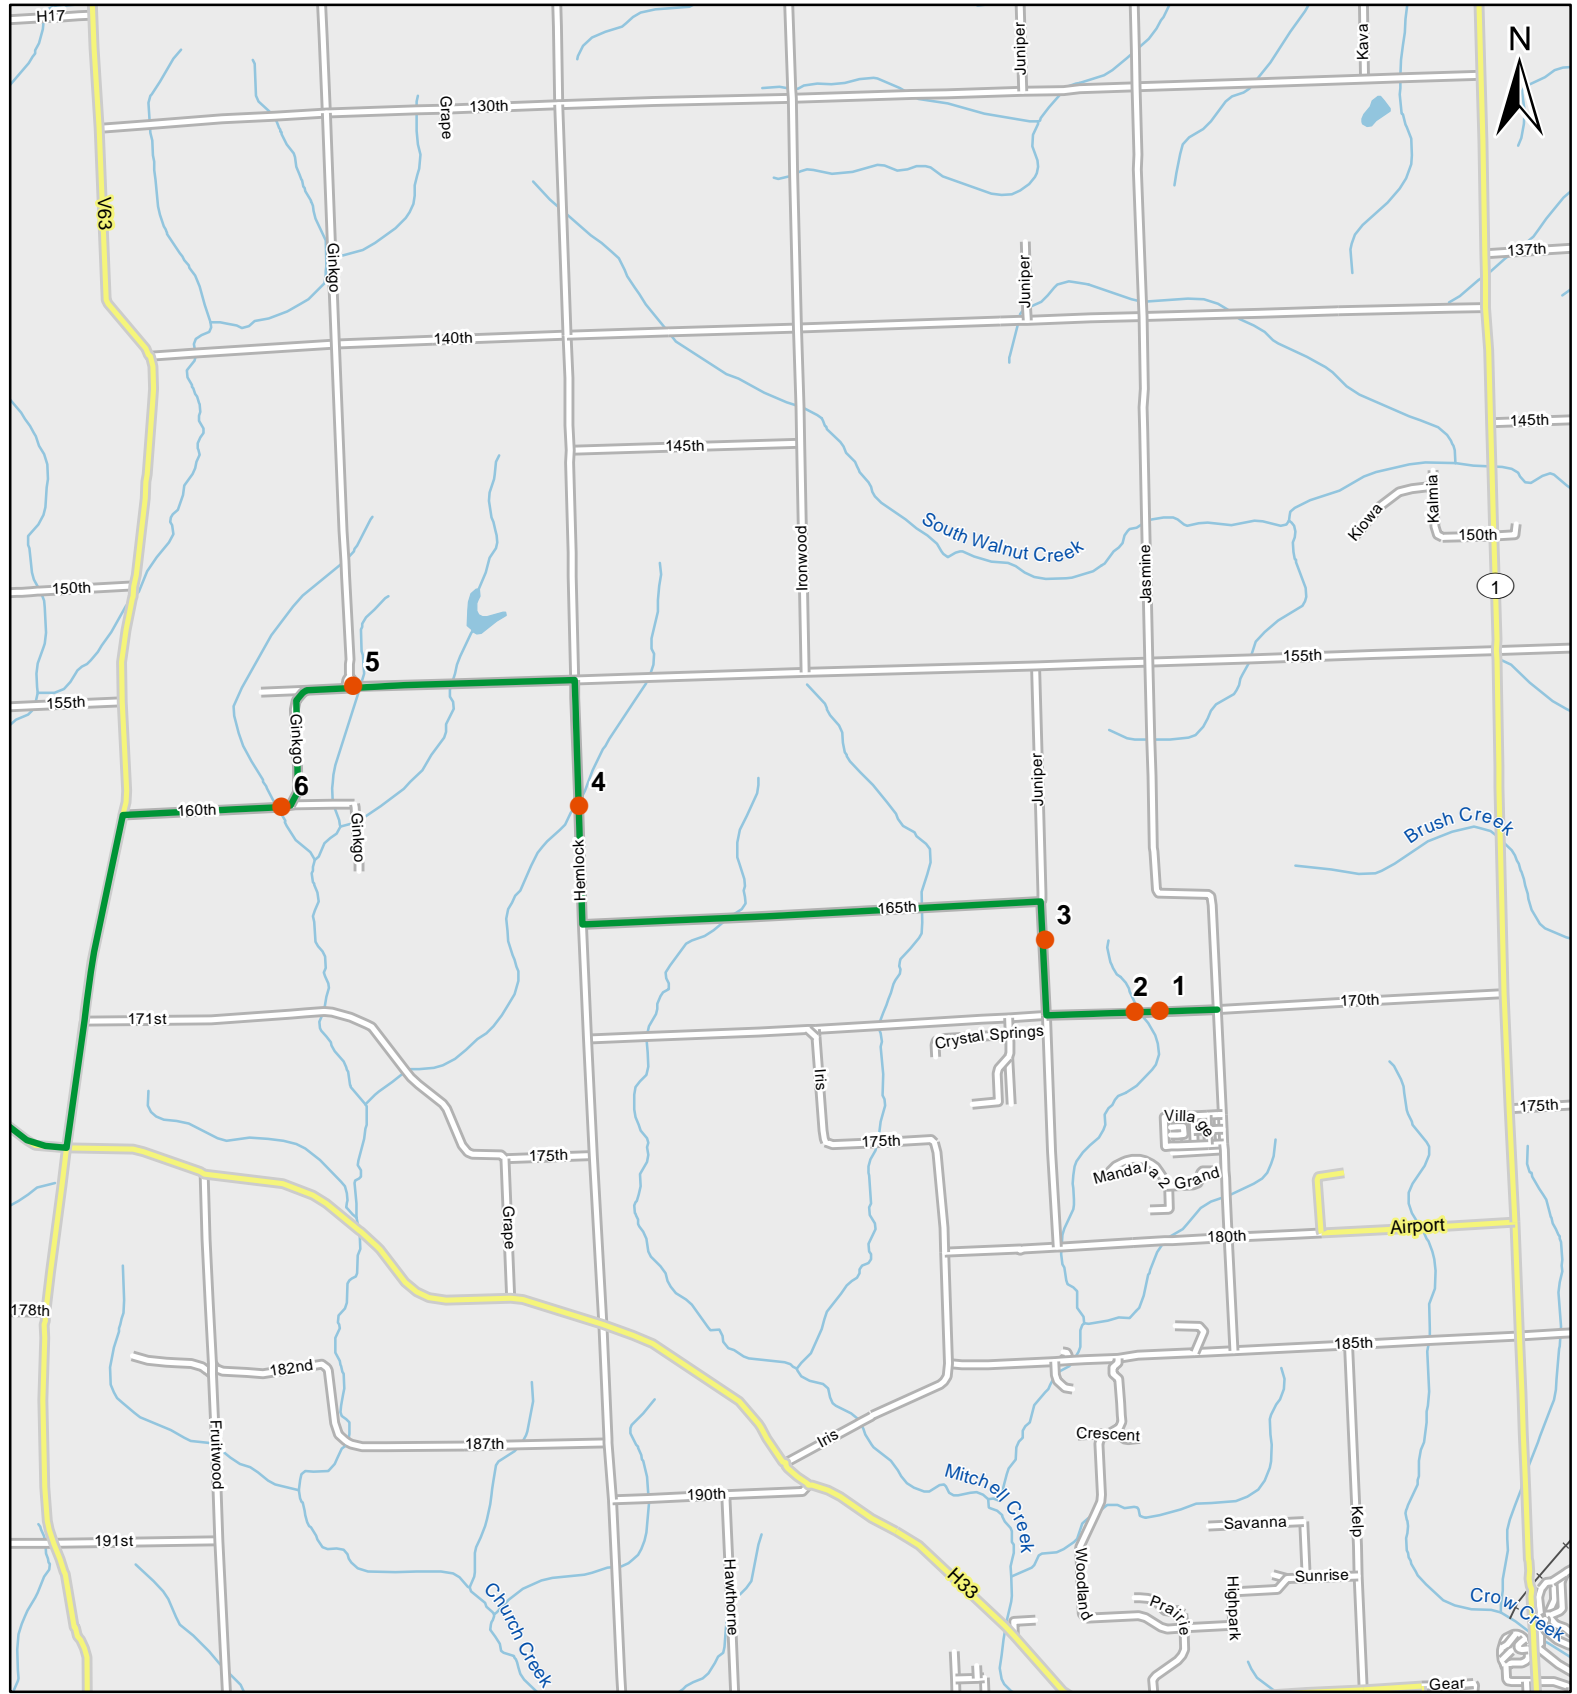 H17
Juniper
Kava
N
Grape
130th
V63
Ginkgo
137th
Juniper
140th
145th
145th
Kalmia
Kiowa
South Walnut Creek
150th
Ironwood
Jasmine
150th
1
155th
5
155th
Ginkgo
Juniper
6
4
160th
Ginkgo
Brush Creek
Hemlock
165th
3
2
1
170th
171st
Crystal Springs
Iris
175th
Village
175th
175th
Mandala 2 Grand
Grape
Airport
180th
178th
185th
182nd
Fruitwood
Iris
Crescent
187th
Mitchell Creek
190th
Savanna
Kelp
191st
Hawthorne
H33
Woodland
Sunrise
Highpark
Prairie
Church Creek
Crow Creek
Gear